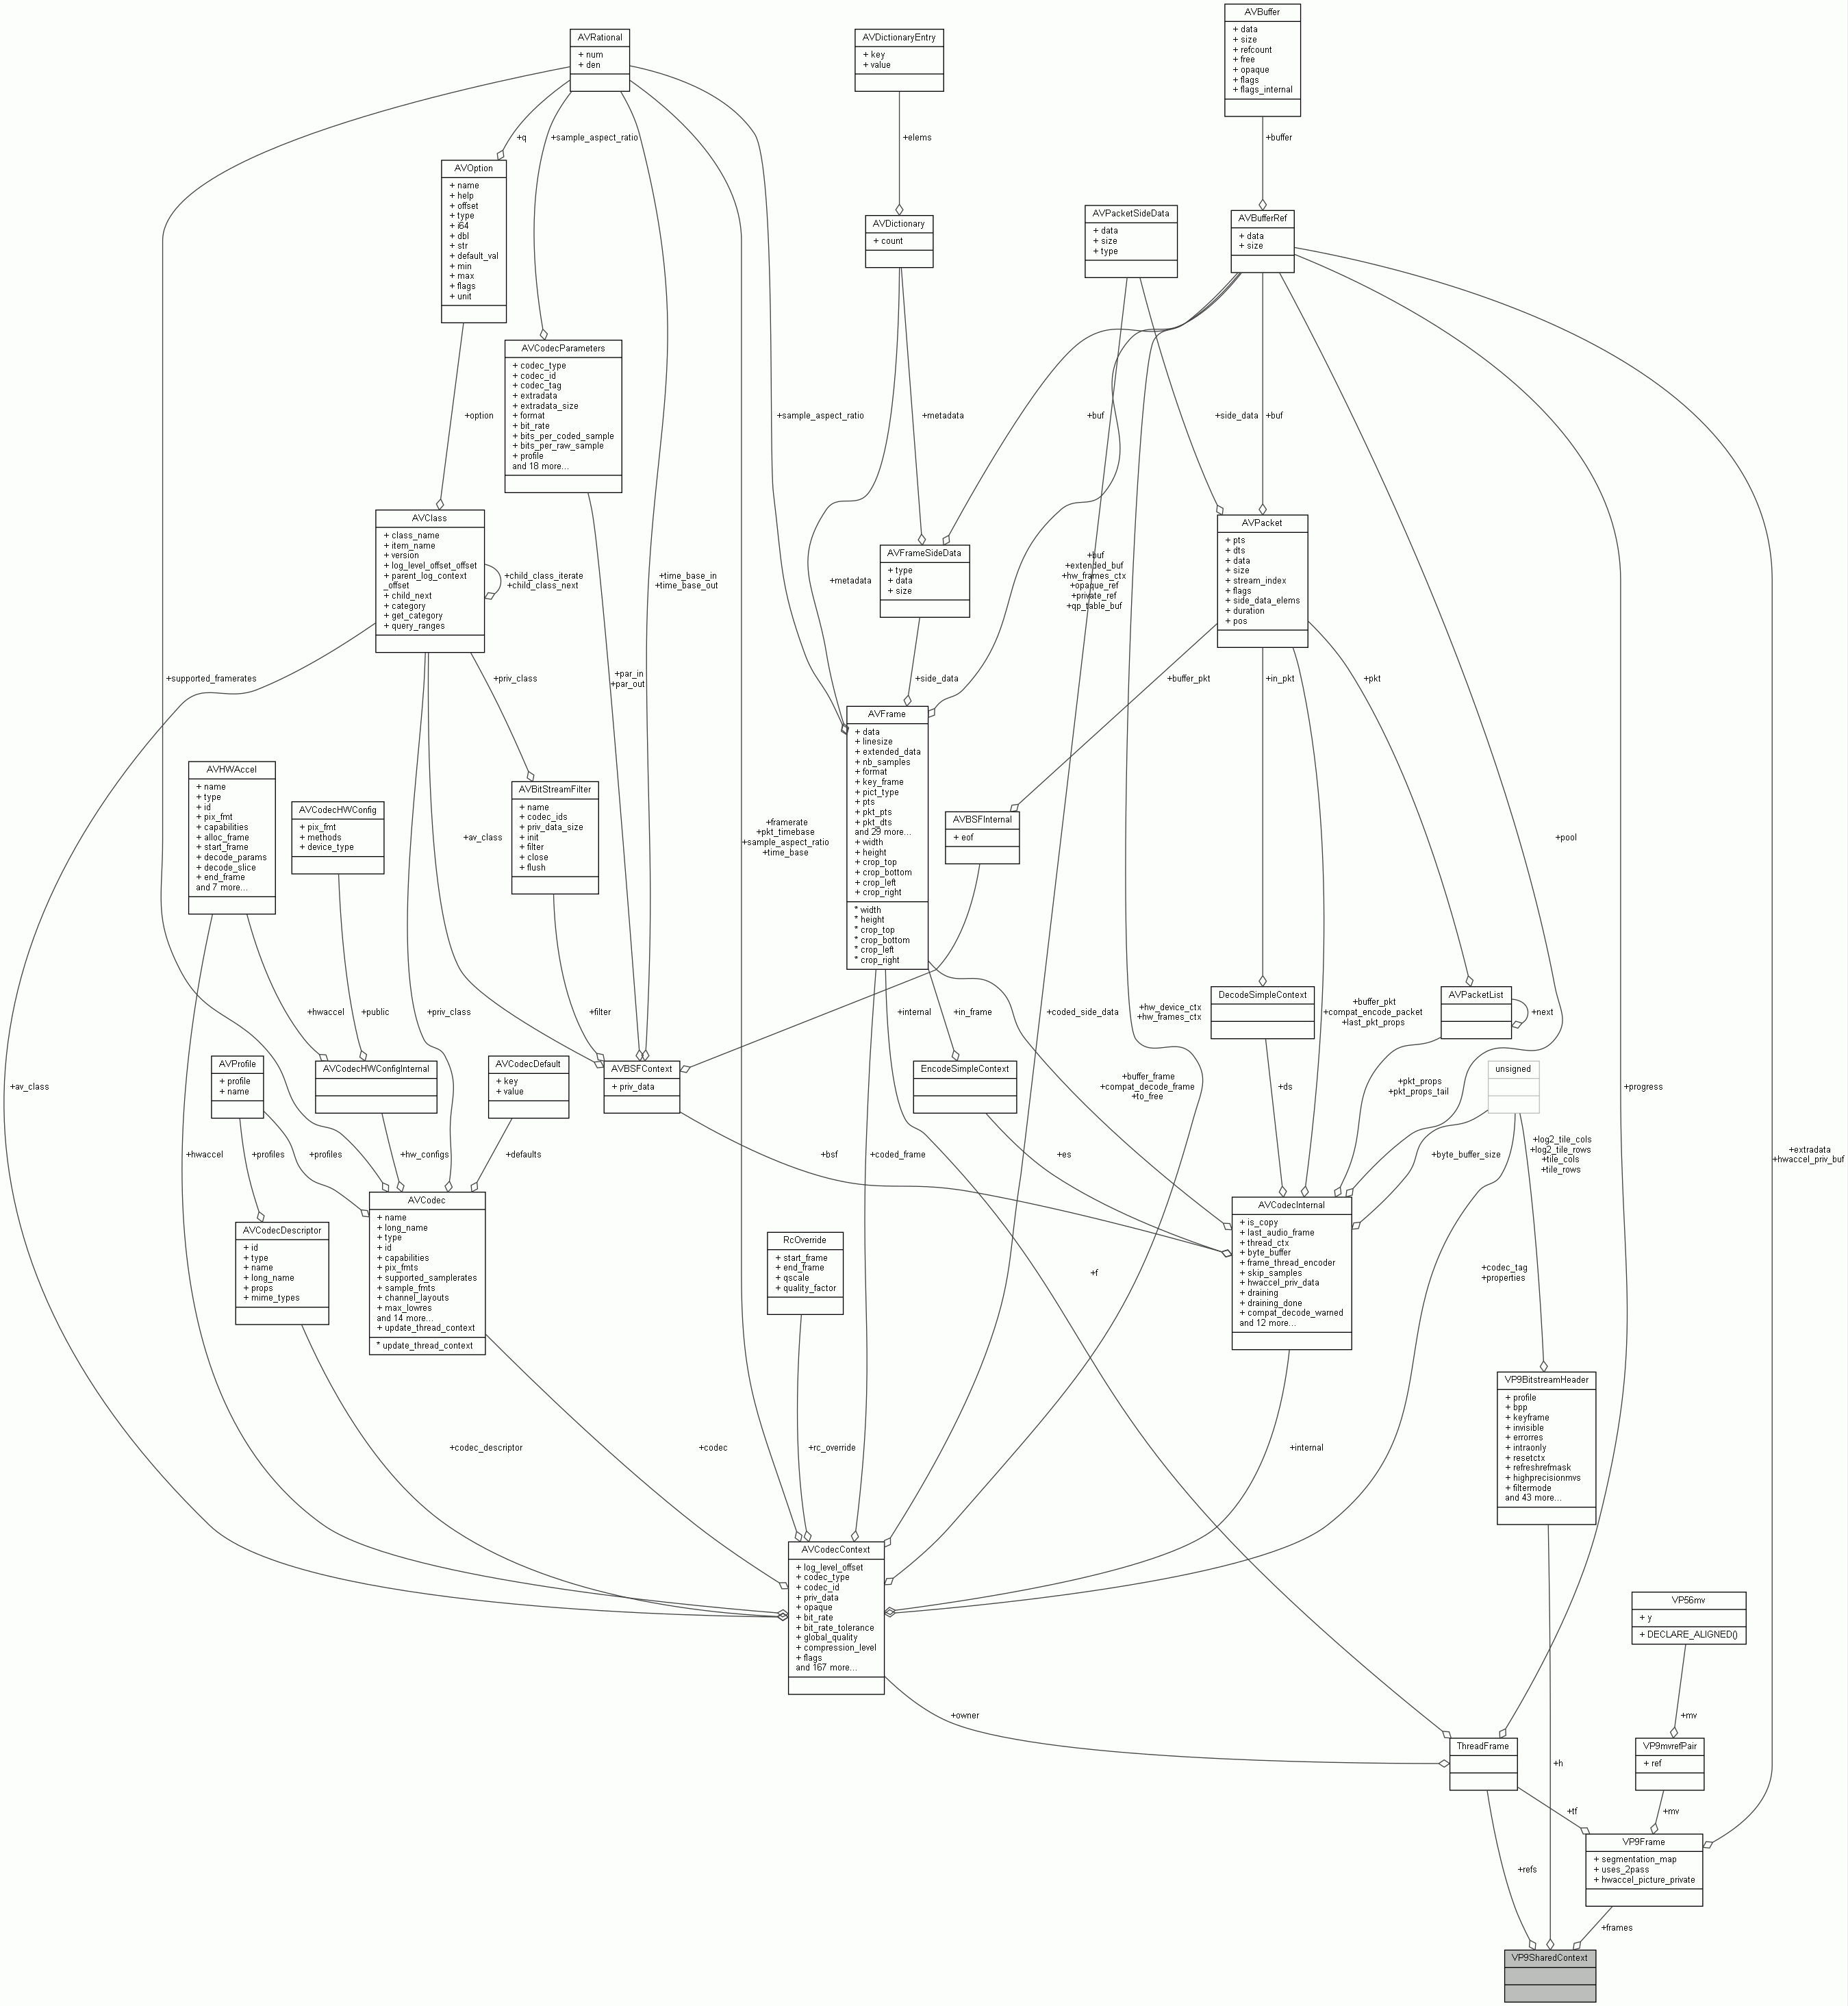 AVBuffer
+ data
+ size
+ refcount
+ free
+ opaque
+ flags
+ flags_internal
AVRational
+ num
+ den
AVDictionaryEntry
+ key
+ value
+q
+sample_aspect_ratio
+elems
+buffer
AVOption
+ name
+ help
+ offset
+ type
+ i64
+ dbl
+ str
+ default_val
+ min
+ max
+ flags
+ unit
AVDictionary
+ count
AVPacketSideData
+ data
+ size
+ type
AVBufferRef
+ data
+ size
AVCodecParameters
+ codec_type
+ codec_id
+ codec_tag
+ extradata
+ extradata_size
+ format
+ bit_rate
+ bits_per_coded_sample
+ bits_per_raw_sample
+ profile
and 18 more...
+option
+sample_aspect_ratio
+metadata
+buf
+side_data
+buf
AVClass
+ class_name
+ item_name
+ version
+ log_level_offset_offset
+ parent_log_context
_offset
+ child_next
+ category
+ get_category
+ query_ranges
+child_class_iterate
+child_class_next
+time_base_in
+time_base_out
+metadata
AVFrameSideData
+ type
+ data
+ size
+buf
+extended_buf
+hw_frames_ctx
+opaque_ref
+private_ref
+qp_table_buf
AVPacket
+ pts
+ dts
+ data
+ size
+ stream_index
+ flags
+ side_data_elems
+ duration
+ pos
+supported_framerates
+priv_class
+par_in
+par_out
+side_data
+buffer_pkt
+in_pkt
+pkt
AVHWAccel
+ name
+ type
+ id
+ pix_fmt
+ capabilities
+ alloc_frame
+ start_frame
+ decode_params
+ decode_slice
+ end_frame
and 7 more...
AVCodecHWConfig
+ pix_fmt
+ methods
+ device_type
+av_class
AVBitStreamFilter
+ name
+ codec_ids
+ priv_data_size
+ init
+ filter
+ close
+ flush
+framerate
+pkt_timebase
+sample_aspect_ratio
+time_base
AVFrame
+ data
+ linesize
+ extended_data
+ nb_samples
+ format
+ key_frame
+ pict_type
+ pts
+ pkt_pts
+ pkt_dts
and 29 more...
+ width
+ height
+ crop_top
+ crop_bottom
+ crop_left
+ crop_right
* width
* height
* crop_top
* crop_bottom
* crop_left
* crop_right
AVBSFInternal
+ eof
+pool
+hwaccel
+public
+priv_class
+filter
+internal
+in_frame
+coded_side_data
+hw_device_ctx
+hw_frames_ctx
DecodeSimpleContext
+buffer_pkt
+compat_encode_packet
+last_pkt_props
AVPacketList
+next
+av_class
AVProfile
+ profile
+ name
AVCodecHWConfigInternal
AVCodecDefault
+ key
+ value
AVBSFContext
+ priv_data
EncodeSimpleContext
+buffer_frame
+compat_decode_frame
+to_free
+ds
+pkt_props
+pkt_props_tail
unsigned
+progress
+hwaccel
+profiles
+profiles
+hw_configs
+defaults
+bsf
+coded_frame
+es
+byte_buffer_size
+log2_tile_cols
+log2_tile_rows
+tile_cols
+tile_rows
+extradata
+hwaccel_priv_buf
AVCodecDescriptor
+ id
+ type
+ name
+ long_name
+ props
+ mime_types
AVCodec
+ name
+ long_name
+ type
+ id
+ capabilities
+ pix_fmts
+ supported_samplerates
+ sample_fmts
+ channel_layouts
+ max_lowres
and 14 more...
+ update_thread_context
* update_thread_context
RcOverride
+ start_frame
+ end_frame
+ qscale
+ quality_factor
+f
AVCodecInternal
+ is_copy
+ last_audio_frame
+ thread_ctx
+ byte_buffer
+ frame_thread_encoder
+ skip_samples
+ hwaccel_priv_data
+ draining
+ draining_done
+ compat_decode_warned
and 12 more...
+codec_tag
+properties
VP9BitstreamHeader
+ profile
+ bpp
+ keyframe
+ invisible
+ errorres
+ intraonly
+ resetctx
+ refreshrefmask
+ highprecisionmvs
+ filtermode
and 43 more...
+codec_descriptor
+codec
+rc_override
+internal
AVCodecContext
+ log_level_offset
+ codec_type
+ codec_id
+ priv_data
+ opaque
+ bit_rate
+ bit_rate_tolerance
+ global_quality
+ compression_level
+ flags
and 167 more...
VP56mv
+ y
+ DECLARE_ALIGNED()
+owner
+mv
ThreadFrame
+h
VP9mvrefPair
+ ref
+tf
+mv
VP9Frame
+ segmentation_map
+ uses_2pass
+ hwaccel_picture_private
+refs
+frames
VP9SharedContext